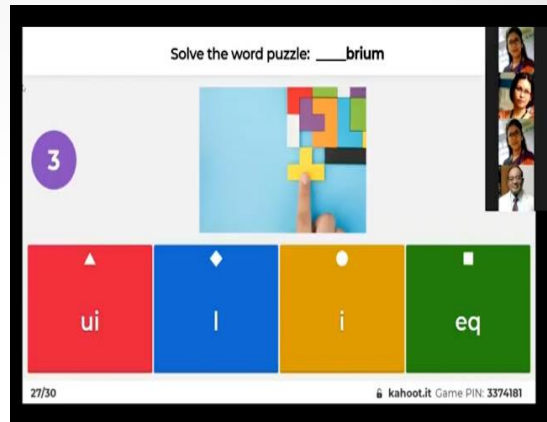 Solve the word puzzle: ____brium
3
ui
l
i
eq
27/30
kahoot.it Game PIN: 3374181